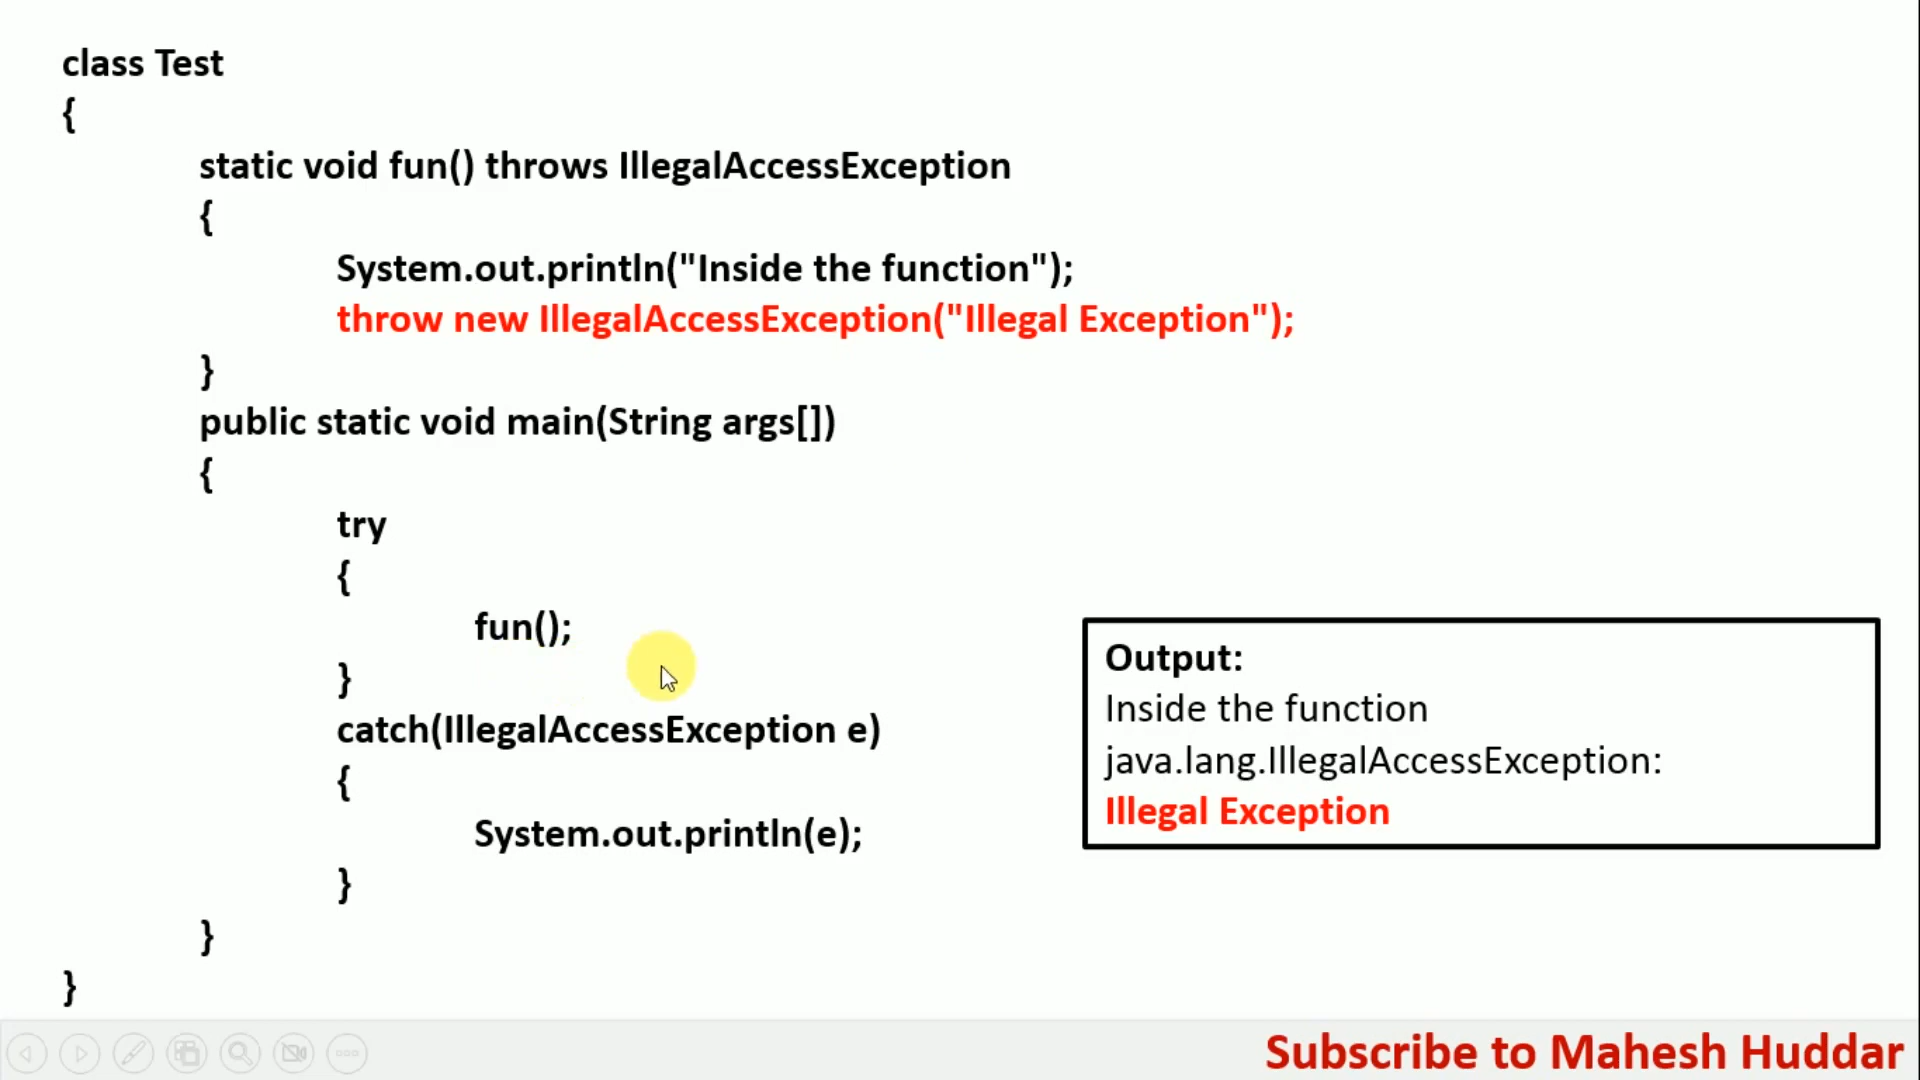 class Test
{
static void fun() throws IllegalAccessException
{
System.out.println("Inside the function");
throw new IllegalAccessException("Illegal Exception");
}
public static void main(String args[])
{
try
{
fun();
}
catch(IllegalAccessException e)
{
System.out.println(e);
}
}
}
Output:
Inside the function
java.lang.IllegalAccessException:
Illegal Exception
Subscribe to Mahesh Huddar